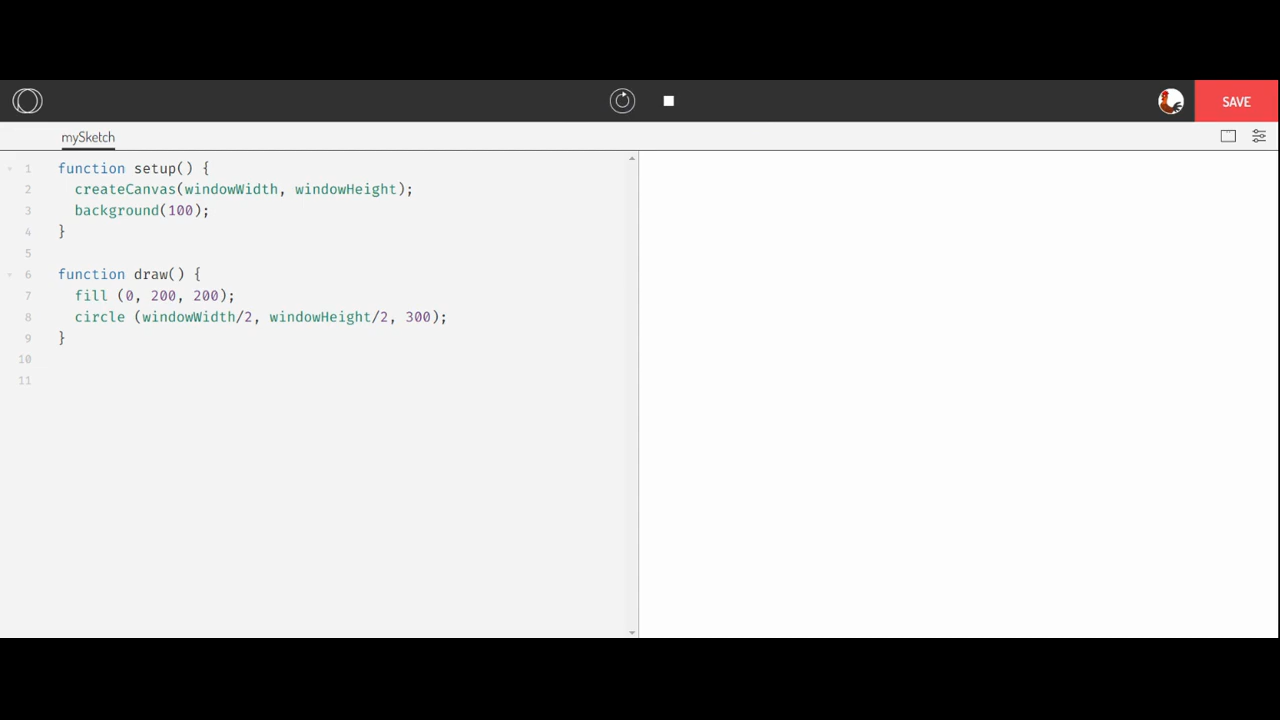 SAVE
mySketch
1 function setup() {
2 createCanvas(windowWidth, windowHeight);
3 background(100);
4 }
5
6 function draw() {
7 fill (0, 200, 200);
8 circle (windowWidth/2, windowHeight/2, 300);
9 }
10
11